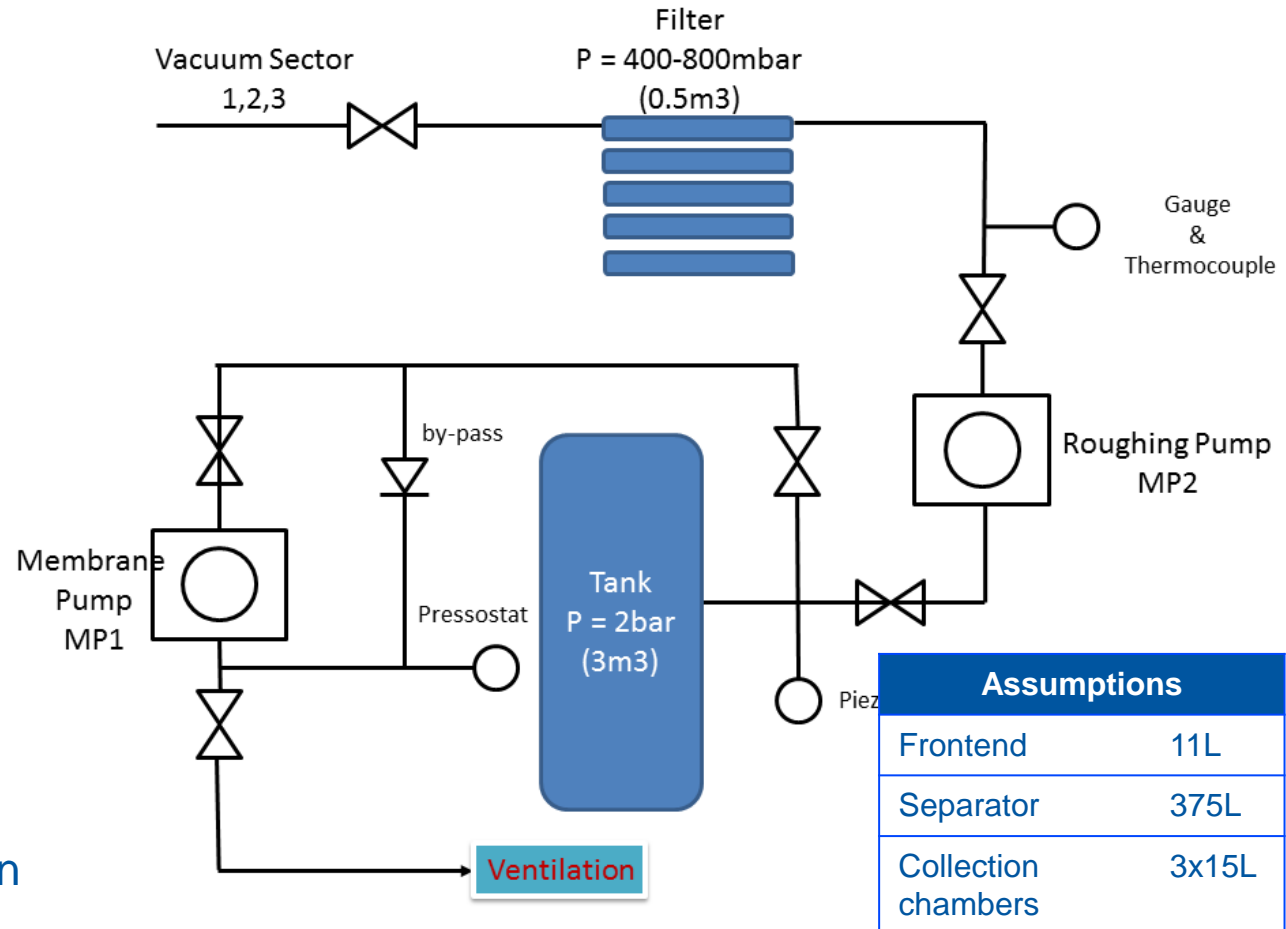 Filter
P = 400-800mbar
(0.5m3)
Vacuum Sector
1,2,3
Gauge
&
Thermocouple
by-pass
Roughing Pump
MP2
Membrane
Pump
MP1
Pressostat
Tank
P = 2bar
(3m3)
Piez
Assumptions
Frontend 11L
Separator 375L
Collection 3x15L
chambers
n
Ventilation